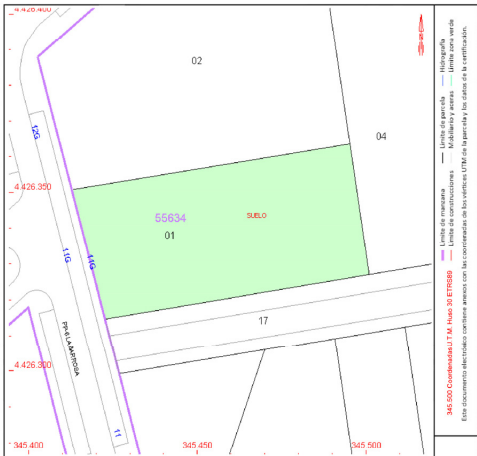 4.426.400
02
04
12G
4.426.350
55634
SUELO
01
11G
14G
17
PP-6 LA MARROSA
4.426.300
11
345.400
345.450
345.500
345.500 Coordenadas U.T.M. Huso 30 ETRS89
Límite de manzana
Límite de parcela
Hidrografía
Límite de construcciones
Mobiliario y aceras
Límite zona verde
Este documento electrónico contiene anexos con las coordenadas de los vértices UTM de la parcela y los datos de la certificación.